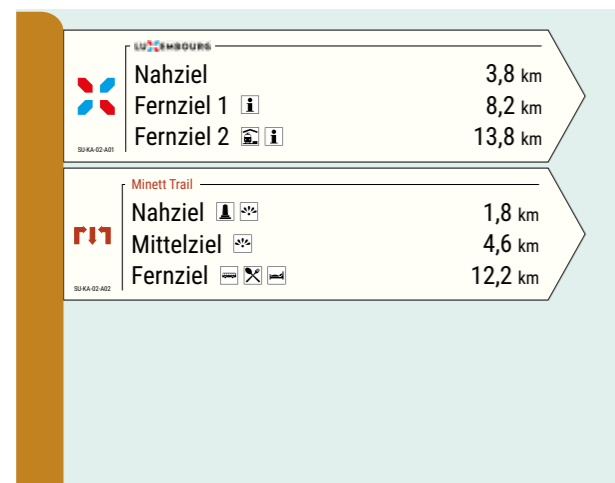 LUXEMBOURG
Nahziel 3,8 km
Fernziel 1 8,2 km
Fernziel 2 13,8 km
SU-KA-02-A01
Minett Trail
Nahziel 1,8 km
Mittelziel 4,6 km
Fernziel 12,2 km
SU-KA-02-A02